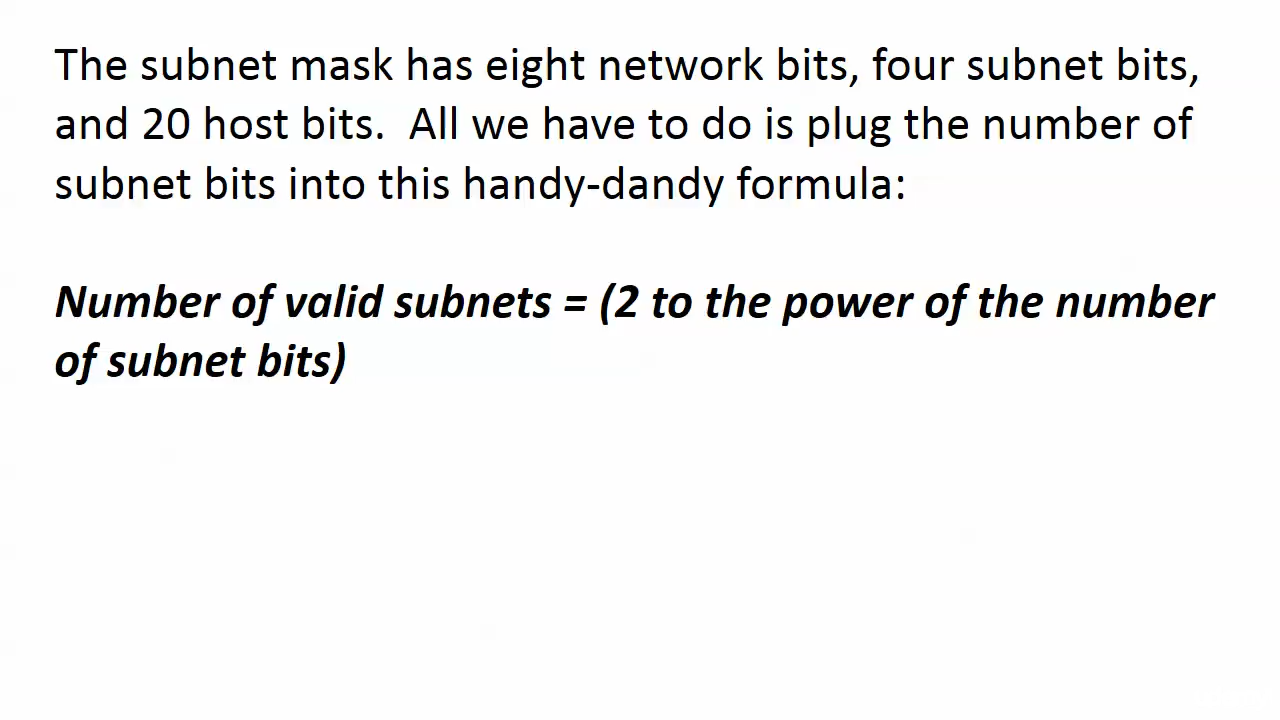 The subnet mask has eight network bits, four subnet bits,
and 20 host bits.  All we have to do is plug the number of
subnet bits into this handy-dandy formula:
Number of valid subnets = (2 to the power of the number
of subnet bits)